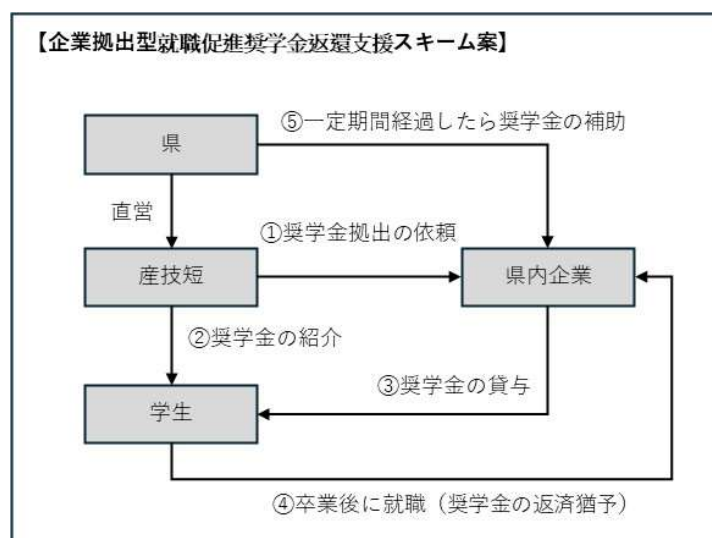 【企業拠出型就職促進奨学金返還支援スキーム案】
⑤一定期間経過したら奨学金の補助
県
直営
①奨学金拠出の依頼
産技短
県内企業
②奨学金の紹介
③奨学金の貸与
学生
④卒業後に就職（奨学金の返済猶予）